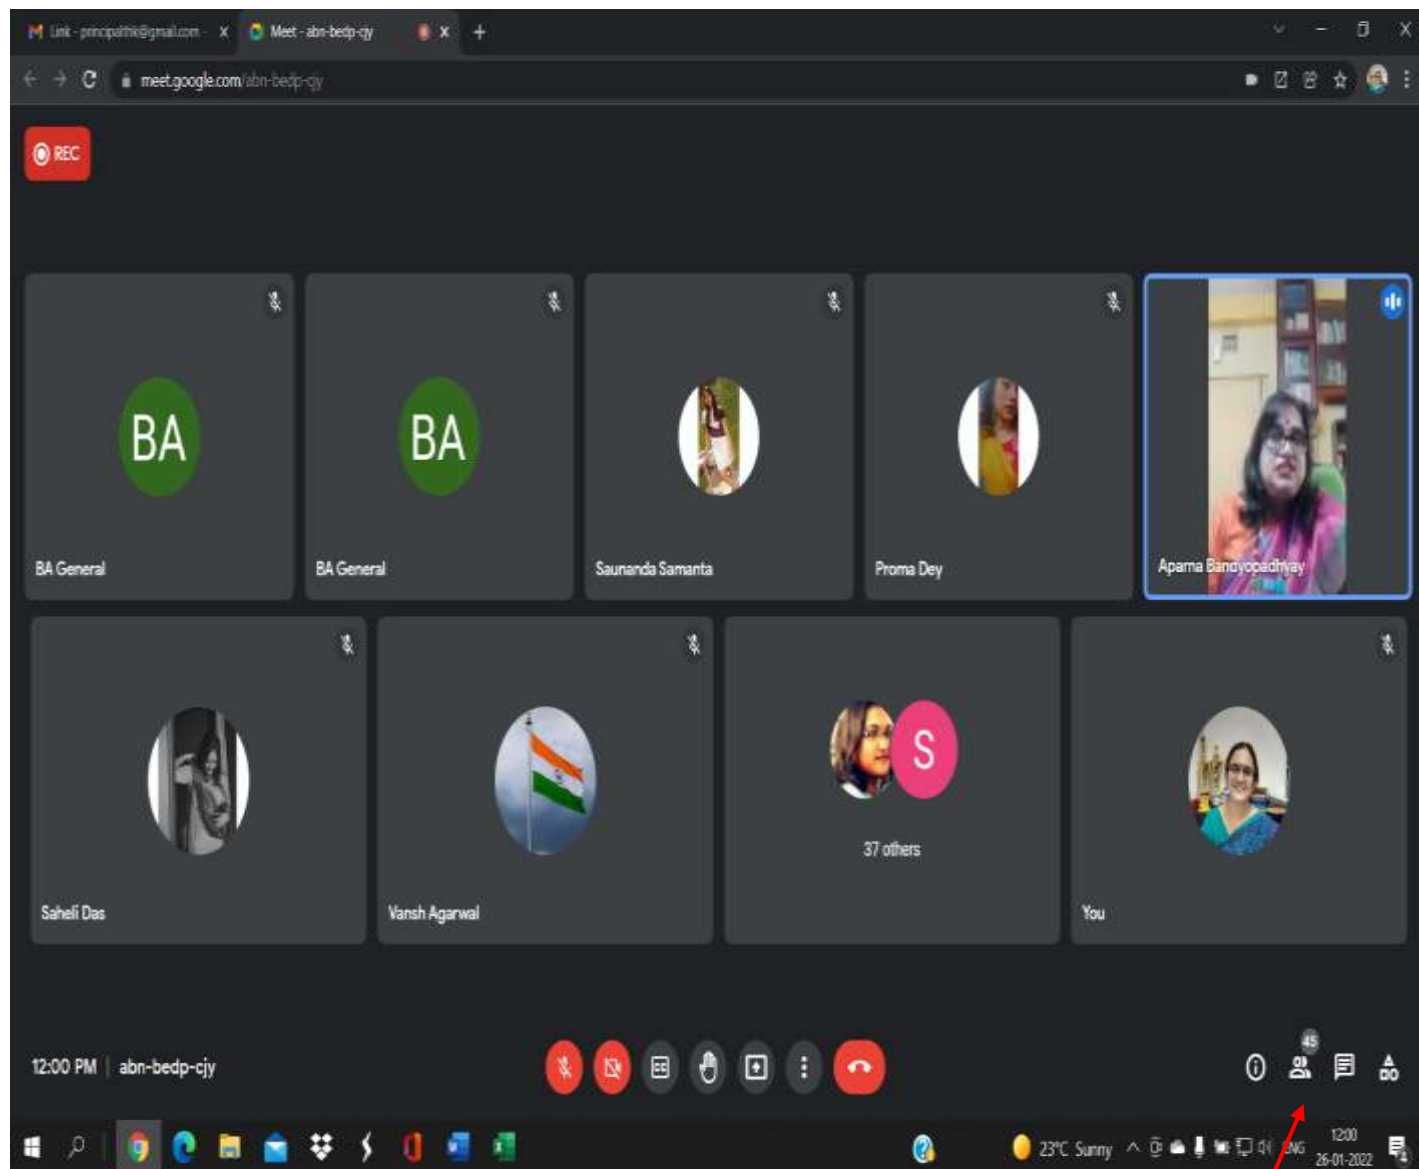 Link - principalthk@gmail.com
Meet - abn-bedp-cjy
meet.google.com/abn-bedp-cjy
REC
BA
BA
BA General
BA General
Saunanda Samanta
Proma Dey
Aparna Bandyopadhyay
S
37 others
Saheli Das
Vansh Agarwal
You
45
12:00 PM | abn-bedp-cjy
CC
23°C Sunny
ENG
12:00
26-01-2022